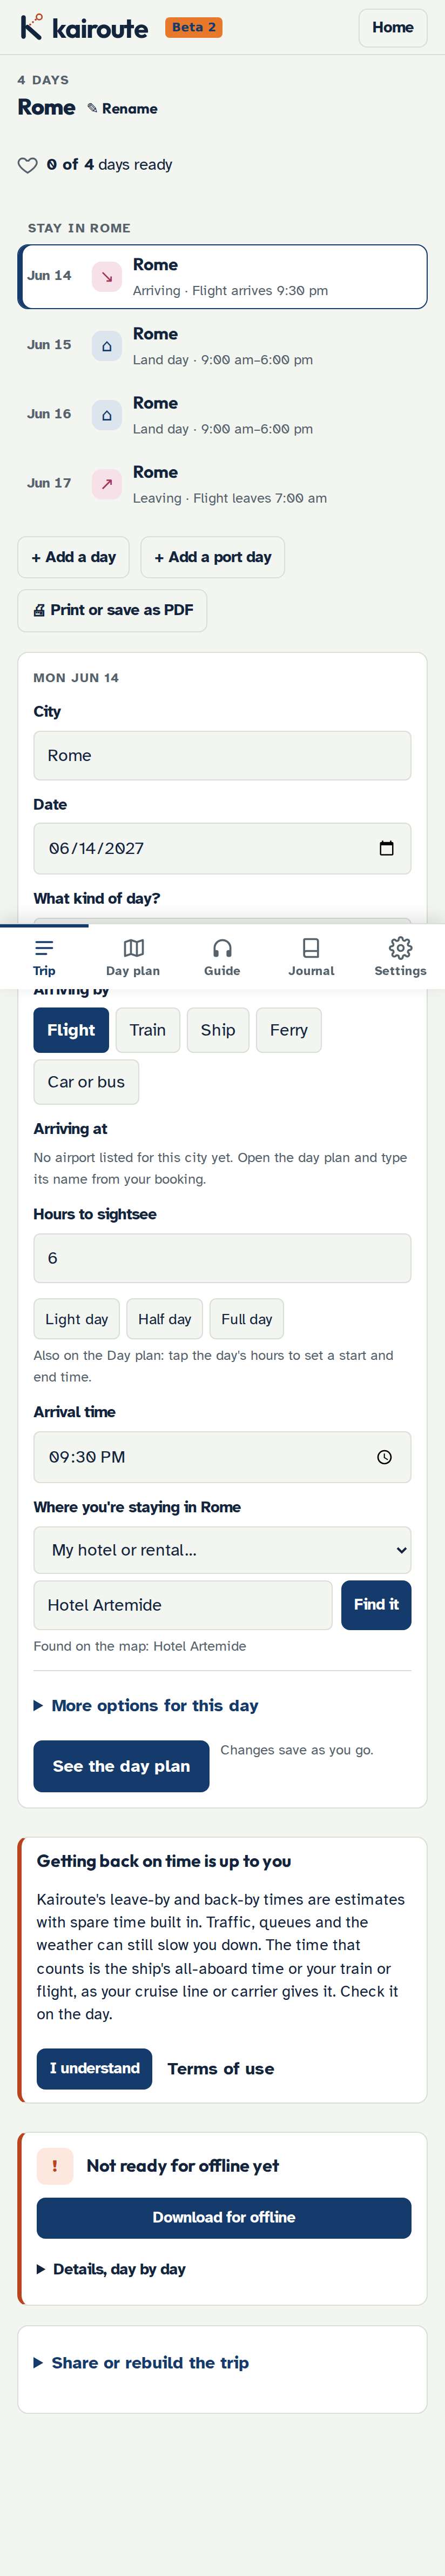 kairoute
Beta 2
Home
4 DAYS
Rome
✎ Rename
0 of 4 days ready
STAY IN ROME
Jun 14
Rome
Arriving · Flight arrives 9:30 pm
Jun 15
Rome
Land day · 9:00 am–6:00 pm
Jun 16
Rome
Land day · 9:00 am–6:00 pm
Jun 17
Rome
Leaving · Flight leaves 7:00 am
+ Add a day
+ Add a port day
Print or save as PDF
MON JUN 14
City
Rome
Date
06/14/2027
What kind of day?
Trip
Day plan
Guide
Journal
Settings
Arriving by
Flight
Train
Ship
Ferry
Car or bus
Arriving at
No airport listed for this city yet. Open the day plan and type
its name from your booking.
Hours to sightsee
6
Light day
Half day
Full day
Also on the Day plan: tap the day's hours to set a start and
end time.
Arrival time
09:30 PM
Where you're staying in Rome
My hotel or rental…
Hotel Artemide
Find it
Found on the map: Hotel Artemide
More options for this day
See the day plan
Changes save as you go.
Getting back on time is up to you
Kairoute's leave-by and back-by times are estimates
with spare time built in. Traffic, queues and the
weather can still slow you down. The time that
counts is the ship's all-aboard time or your train or
flight, as your cruise line or carrier gives it. Check it
on the day.
I understand
Terms of use
!
Not ready for offline yet
Download for offline
Details, day by day
Share or rebuild the trip